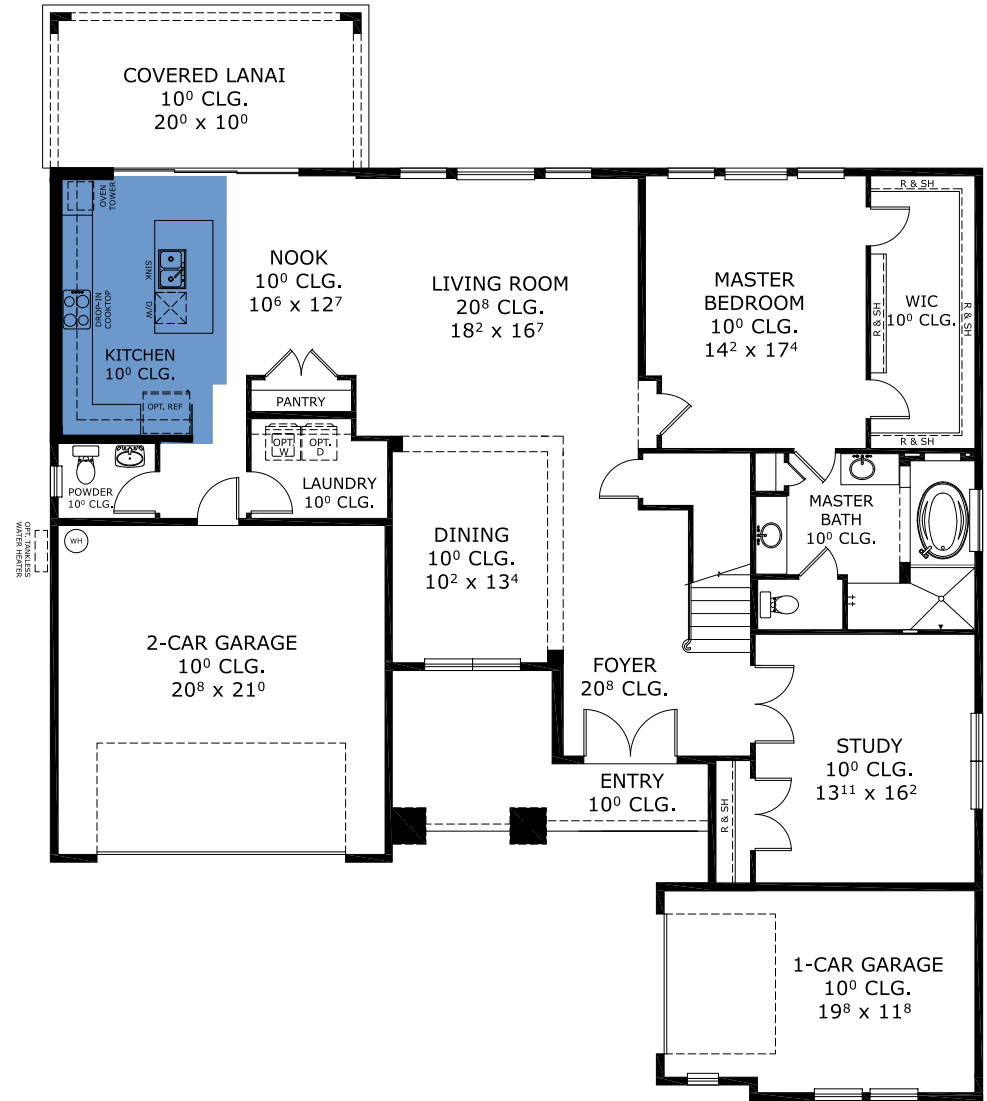 COVERED LANAI
10⁰ CLG.
20⁰ x 10⁰
OVEN
TOWER
SINK
D/W
DROP-IN
COOKTOP
KITCHEN
10⁰ CLG.
OPT. REF
NOOK
10⁰ CLG.
10⁶ x 12⁷
LIVING ROOM
20⁸ CLG.
18² x 16⁷
MASTER
BEDROOM
10⁰ CLG.
14² x 17⁴
R & SH
R & SH
WIC
10⁰ CLG.
R & SH
R & SH
PANTRY
OPT.
W
OPT.
D
LAUNDRY
10⁰ CLG.
POWDER
10⁰ CLG.
OPT. TANKLESS
WATER HEATER
WH
DINING
10⁰ CLG.
10² x 13⁴
MASTER
BATH
10⁰ CLG.
2-CAR GARAGE
10⁰ CLG.
20⁸ x 21⁰
FOYER
20⁸ CLG.
ENTRY
10⁰ CLG.
R & SH
STUDY
10⁰ CLG.
13¹¹ x 16²
1-CAR GARAGE
10⁰ CLG.
19⁸ x 11⁸